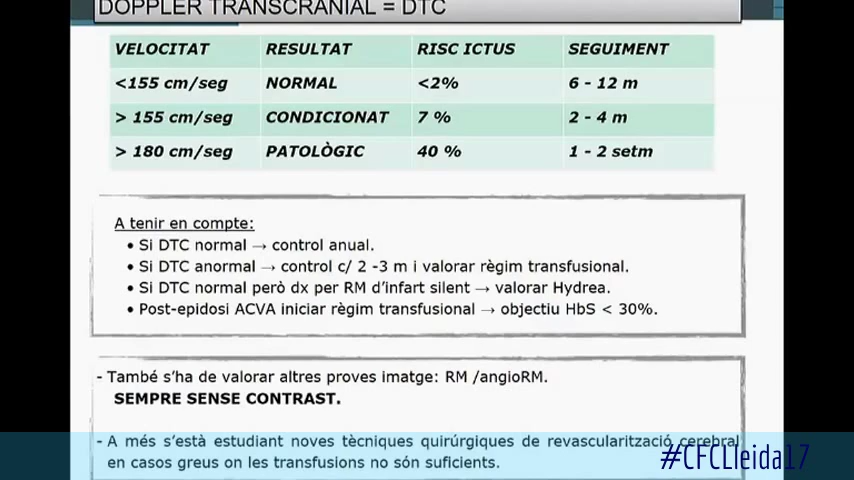 DOPPLER TRANSCRANIAL = DTC
VELOCITAT RESULTAT RISC ICTUS SEGUIMENT
<155 cm/seg NORMAL <2% 6 - 12 m
> 155 cm/seg CONDICIONAT 7 % 2 - 4 m
> 180 cm/seg PATOLÒGIC 40 % 1 - 2 setm
A tenir en compte:
• Si DTC normal → control anual.
• Si DTC anormal → control c/ 2 -3 m i valorar règim transfusional.
• Si DTC normal però dx per RM d'infart silent → valorar Hydrea.
• Post-epidosi ACVA iniciar règim transfusional → objectiu HbS < 30%.
- També s'ha de valorar altres proves imatge: RM /angioRM.
SEMPRE SENSE CONTRAST.
- A més s'està estudiant noves tècniques quirúrgiques de revascularització cerebral
en casos greus on les transfusions no són suficients.
#CFCLleida17